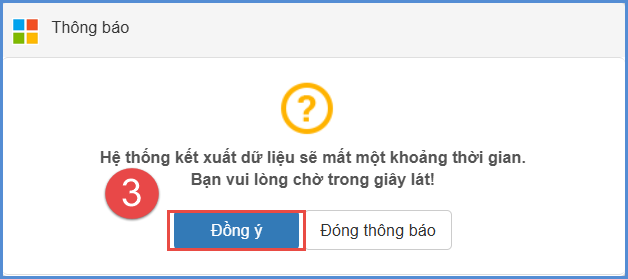 Thông báo
?
Hệ thống kết xuất dữ liệu sẽ mất một khoảng thời gian.
Bạn vui lòng chờ trong giây lát!
3
Đồng ý Đóng thông báo